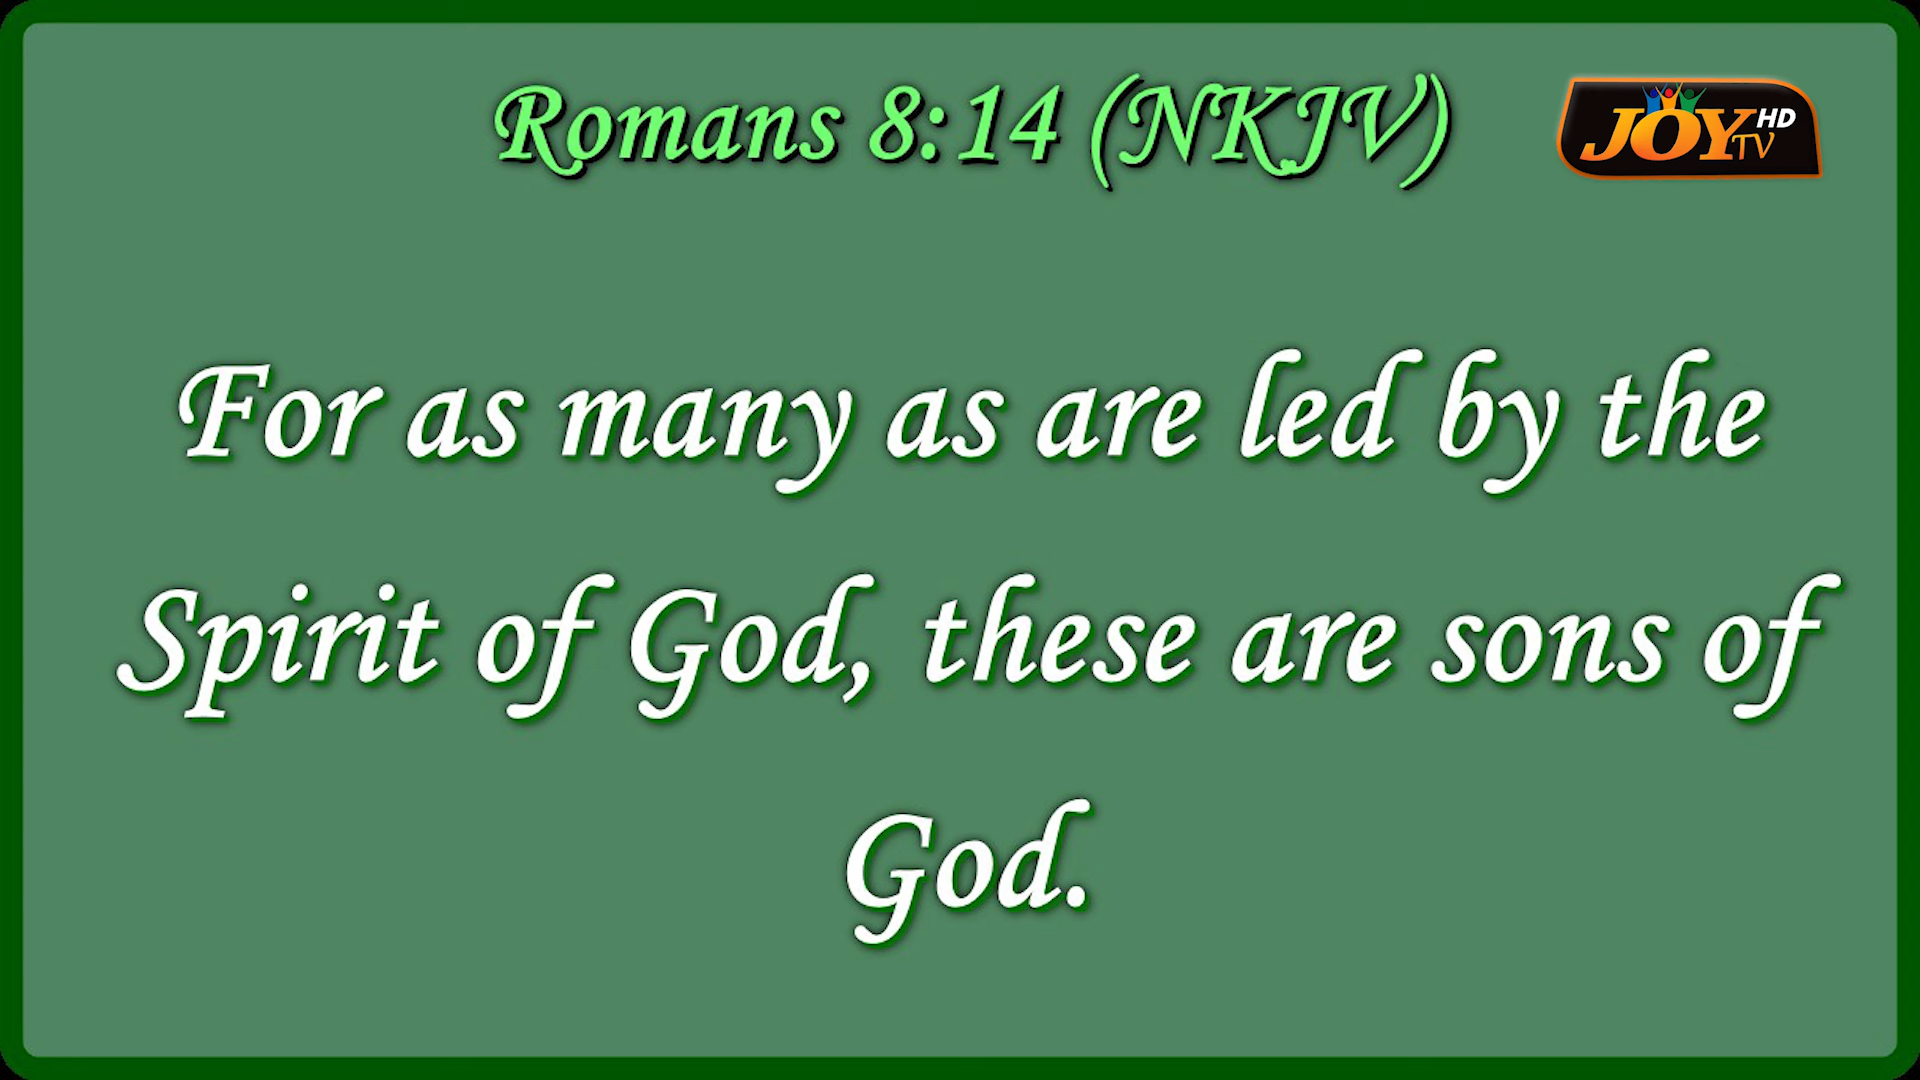 Romans 8:14 (NKJV)
JOY TV HD
For as many as are led by the
Spirit of God, these are sons of
God.